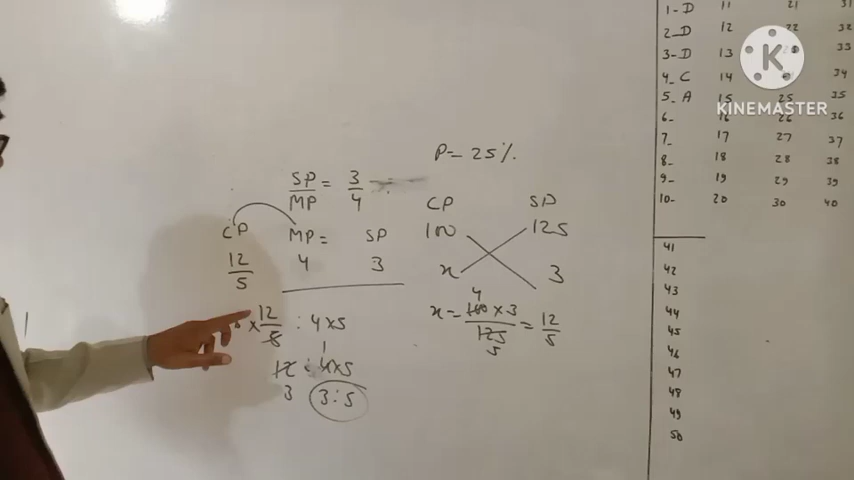 P = 25%
SP/MP = 3/4
CP SP
100 125
x 3
x = 100 × 3 / 125 = 12/5
4
5
CP MP= SP
12/5 4 3
× 12/5 : 4×5
12 : 4×5
3 1
3 : 5
1-D 11 21 31
2-D 12 22 32
3-D 13 23 33
4-C 14 34
5-A 15 25 35
6- 16 26 36
7- 17 27 37
8- 18 28 38
9- 19 29 39
10- 20 30 40
41
42
43
44
45
46
47
48
49
50
KINEMASTER